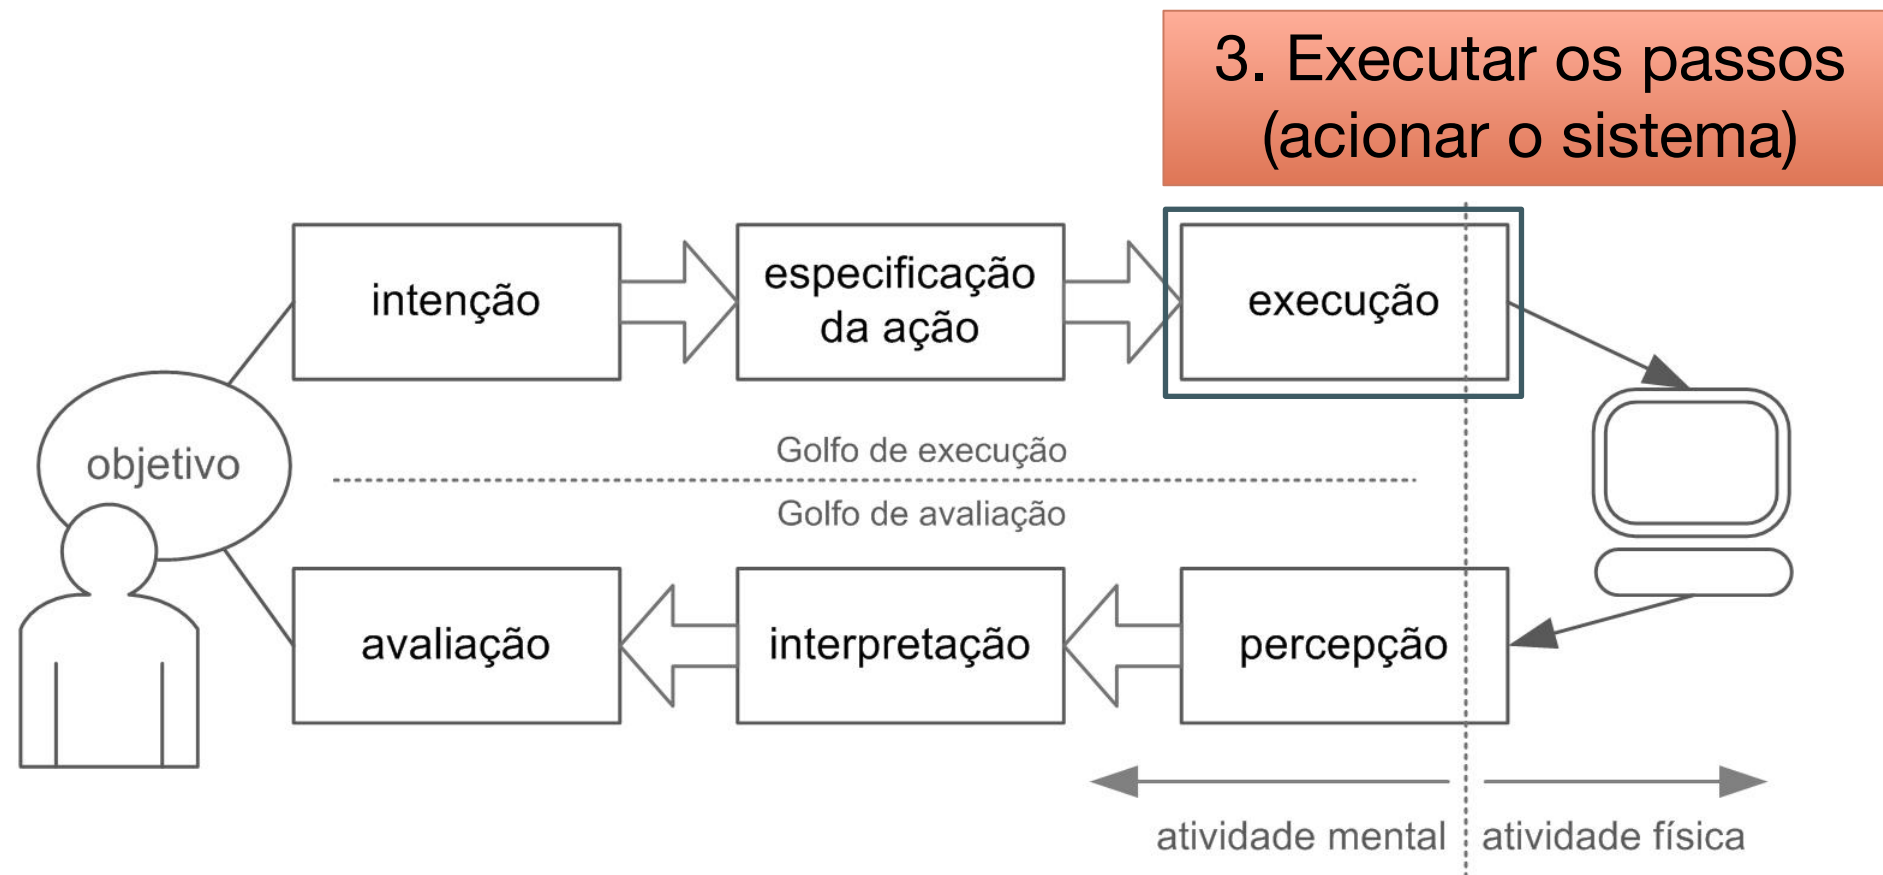 3. Executar os passos
(acionar o sistema)
intenção
especificação
da ação
execução
objetivo
Golfo de execução
Golfo de avaliação
avaliação
interpretação
percepção
atividade mental
atividade física